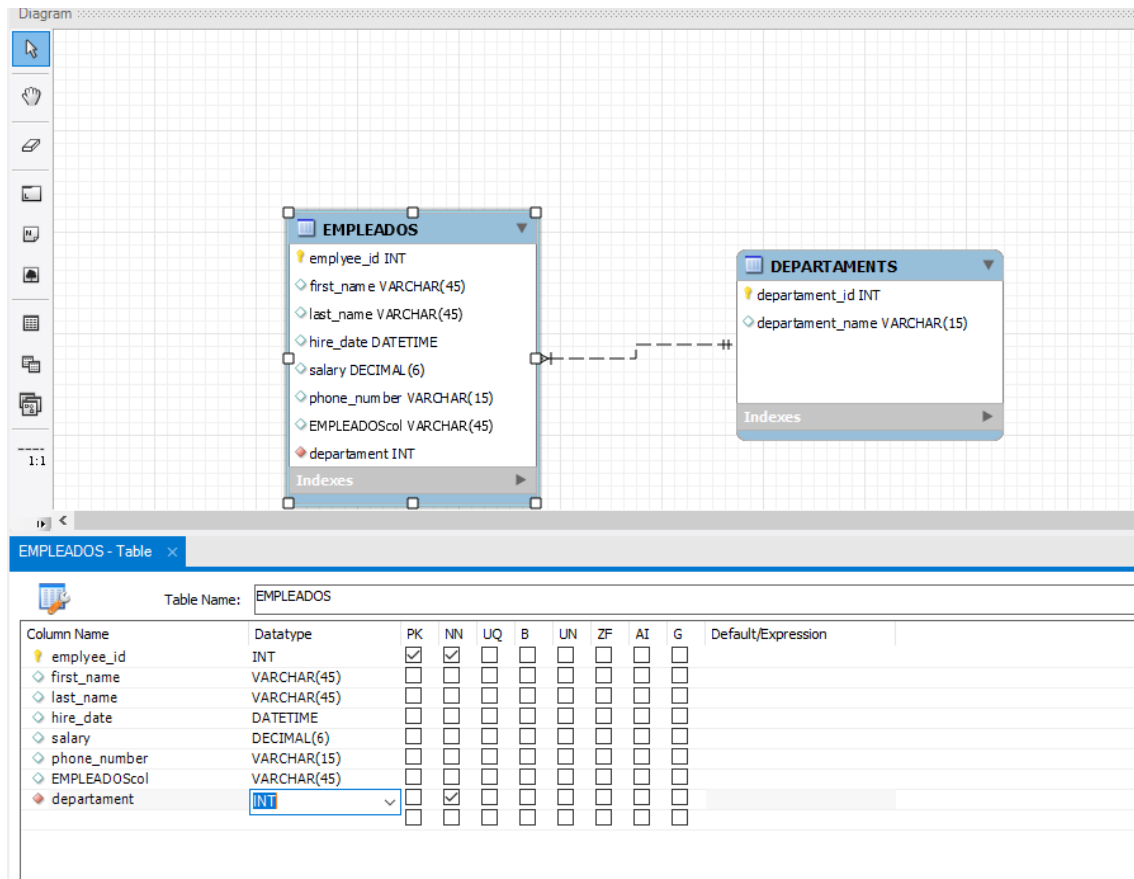 Diagram
EMPLEADOS
emplyee_id INT
first_name VARCHAR(45)
last_name VARCHAR(45)
hire_date DATETIME
salary DECIMAL(6)
phone_number VARCHAR(15)
EMPLEADOScol VARCHAR(45)
departament INT
Indexes
DEPARTAMENTS
departament_id INT
departament_name VARCHAR(15)
Indexes
1:1
EMPLEADOS - Table ×
Table Name: EMPLEADOS
Column Name Datatype PK NN UQ B UN ZF AI G Default/Expression
emplyee_id INT
first_name VARCHAR(45)
last_name VARCHAR(45)
hire_date DATETIME
salary DECIMAL(6)
phone_number VARCHAR(15)
EMPLEADOScol VARCHAR(45)
departament INT